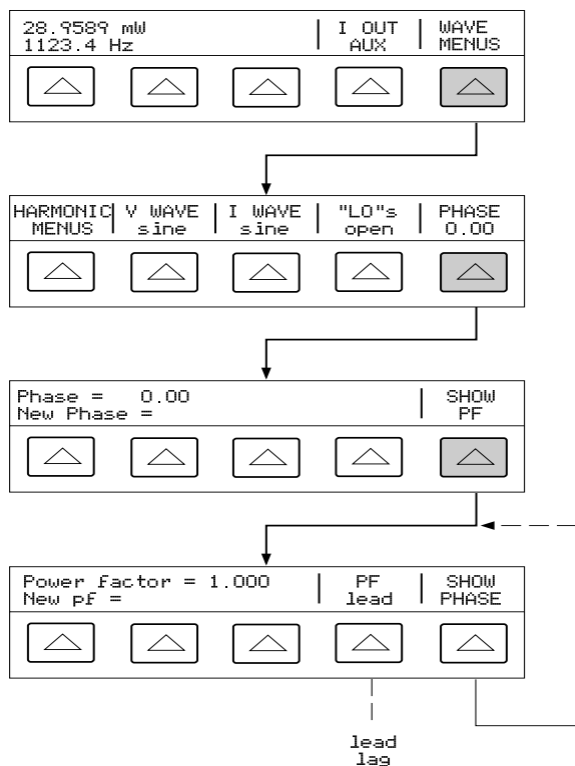 28.9589 mW | I OUT | WAVE
1123.4 Hz AUX MENUS
HARMONIC| V WAVE | I WAVE | "LO"s | PHASE
MENUS sine sine open 0.00
Phase = 0.00 | SHOW
New Phase = PF
Power factor = 1.000 | PF | SHOW
New pf = lead PHASE
lead
lag